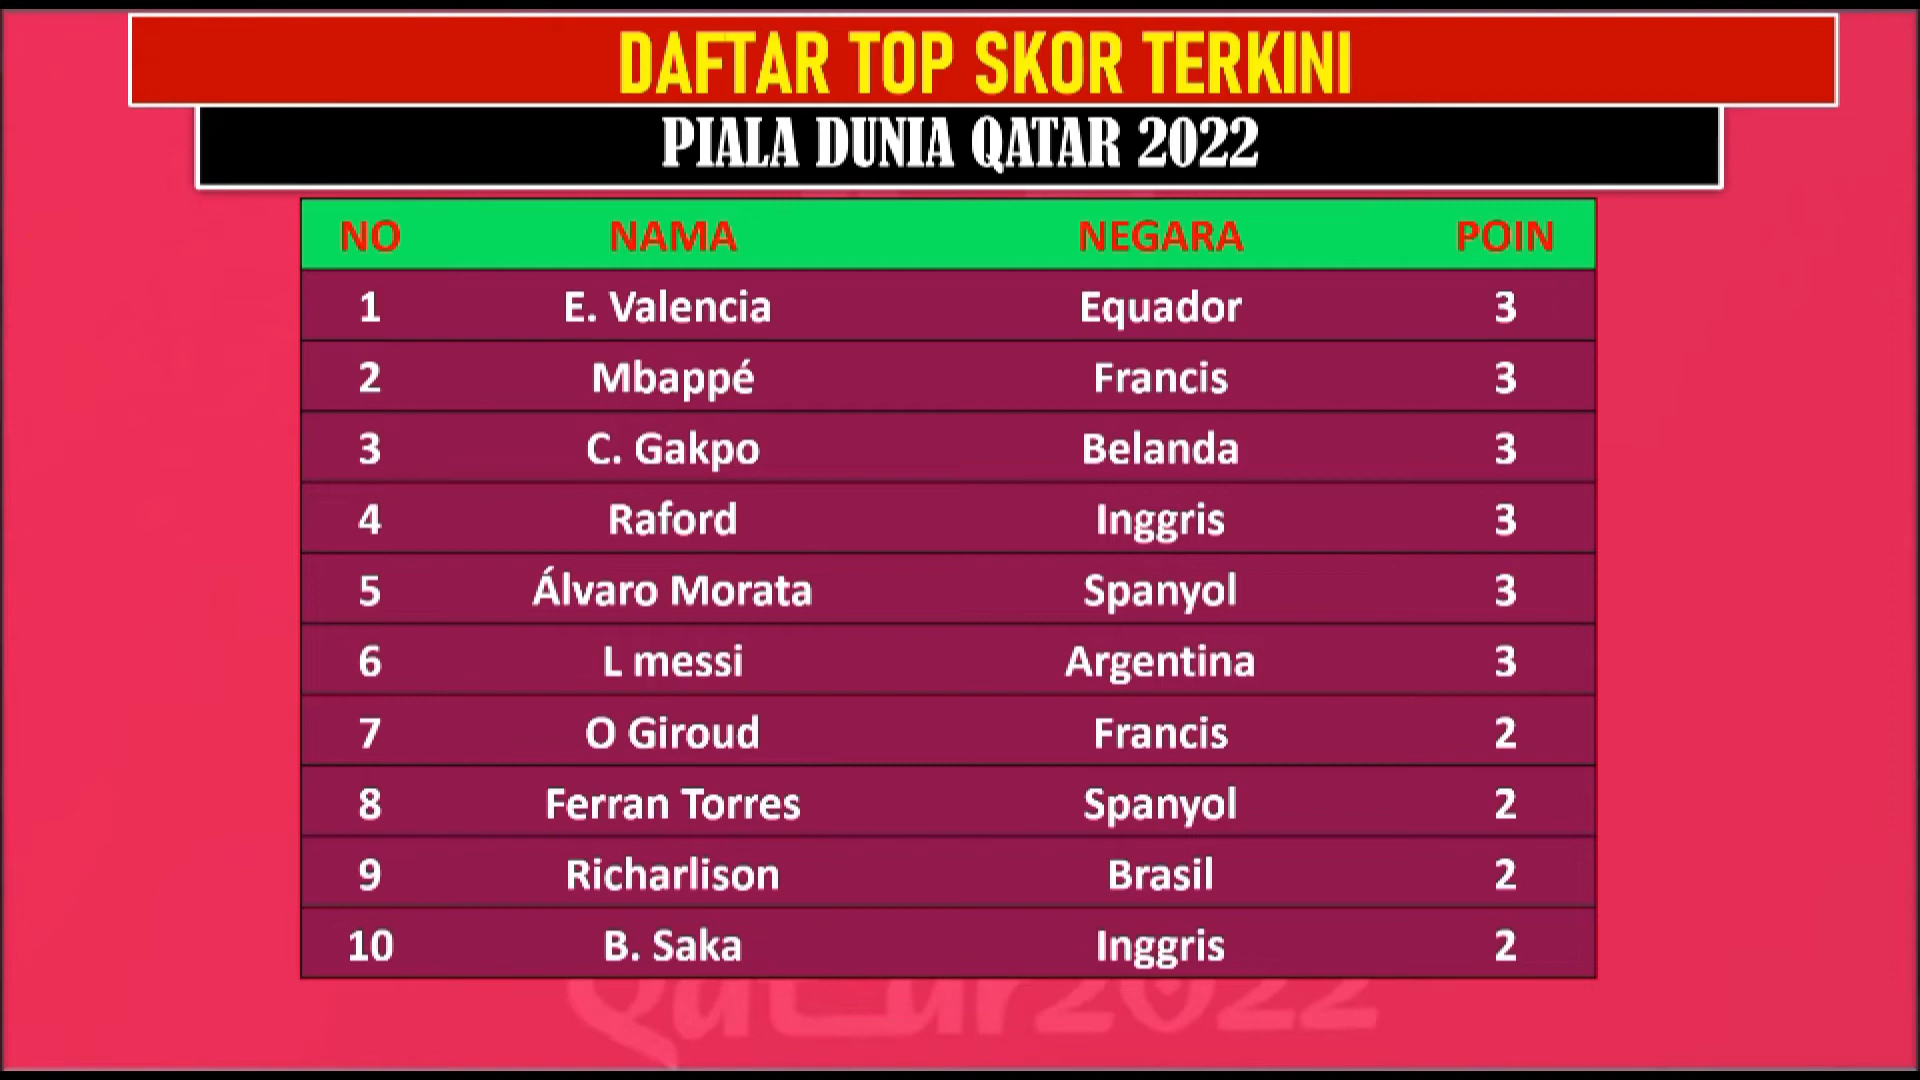 DAFTAR TOP SKOR TERKINI
PIALA DUNIA QATAR 2022
NO NAMA NEGARA POIN
1 E. Valencia Equador 3
2 Mbappé Francis 3
3 C. Gakpo Belanda 3
4 Raford Inggris 3
5 Álvaro Morata Spanyol 3
6 L messi Argentina 3
7 O Giroud Francis 2
8 Ferran Torres Spanyol 2
9 Richarlison Brasil 2
10 B. Saka Inggris 2
Qatar2022